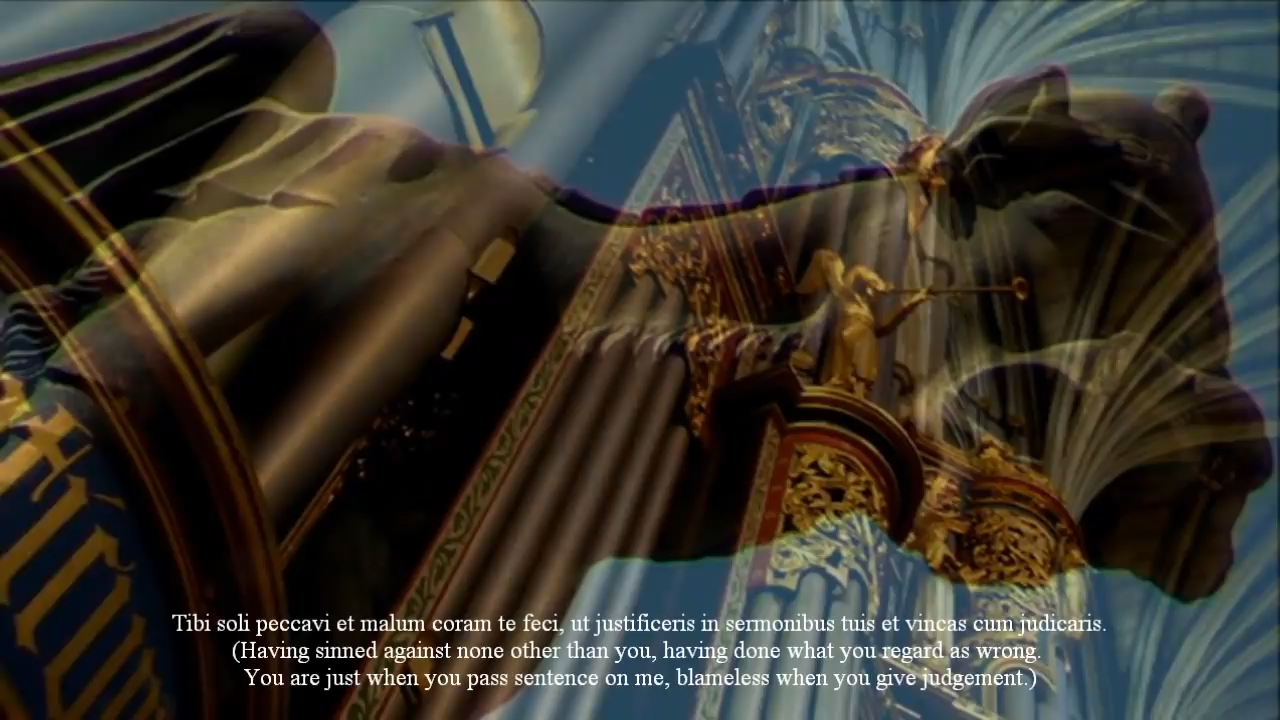 Tibi soli peccavi et malum coram te feci, ut justificeris in sermonibus tuis et vincas cum judicaris.
(Having sinned against none other than you, having done what you regard as wrong.
You are just when you pass sentence on me, blameless when you give judgement.)